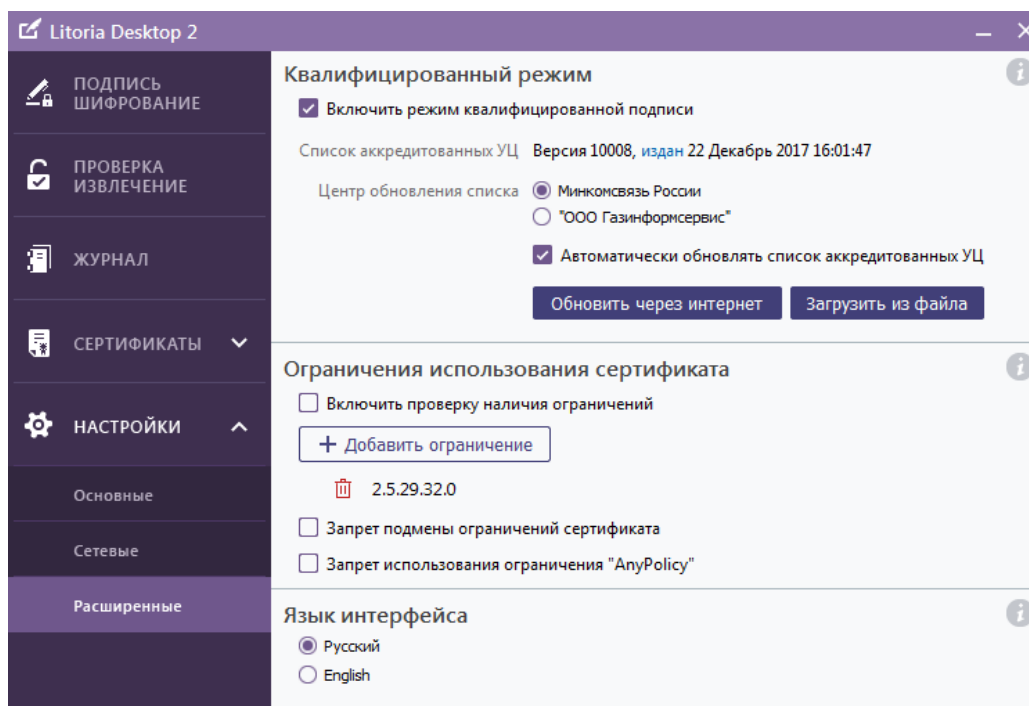 Litoria Desktop 2
ПОДПИСЬ
ШИФРОВАНИЕ
ПРОВЕРКА
ИЗВЛЕЧЕНИЕ
ЖУРНАЛ
СЕРТИФИКАТЫ
НАСТРОЙКИ
Основные
Сетевые
Расширенные
Квалифицированный режим
Включить режим квалифицированной подписи
Список аккредитованных УЦ Версия 10008, издан 22 Декабрь 2017 16:01:47
Центр обновления списка Минкомсвязь России
"ООО Газинформсервис"
Автоматически обновлять список аккредитованных УЦ
Обновить через интернет Загрузить из файла
Ограничения использования сертификата
Включить проверку наличия ограничений
+ Добавить ограничение
2.5.29.32.0
Запрет подмены ограничений сертификата
Запрет использования ограничения "AnyPolicy"
Язык интерфейса
Русский
English